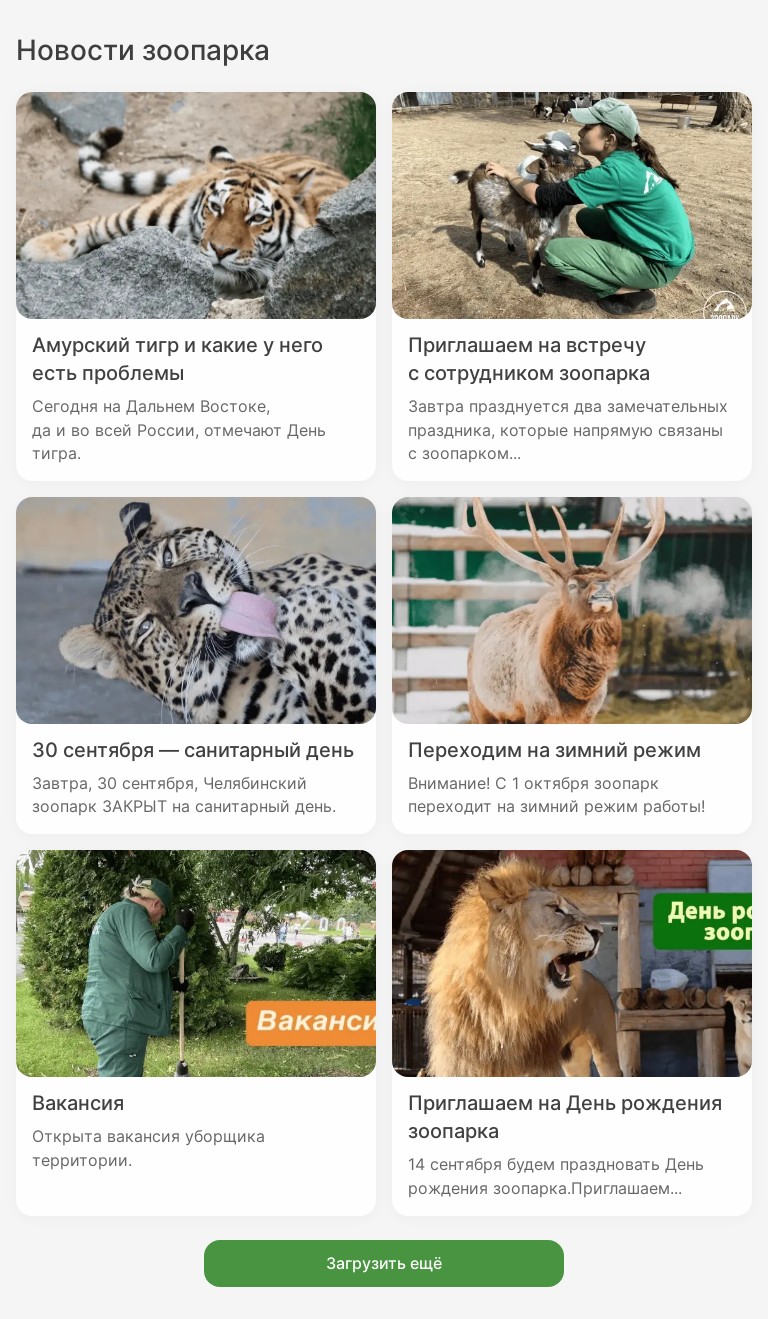 Новости зоопарка
Амурский тигр и какие у него
есть проблемы
Сегодня на Дальнем Востоке,
да и во всей России, отмечают День
тигра.
Приглашаем на встречу
с сотрудником зоопарка
Завтра празднуется два замечательных
праздника, которые напрямую связаны
с зоопарком...
30 сентября — санитарный день
Завтра, 30 сентября, Челябинский
зоопарк ЗАКРЫТ на санитарный день.
Переходим на зимний режим
Внимание! С 1 октября зоопарк
переходит на зимний режим работы!
Ваканси
Вакансия
Открыта вакансия уборщика
территории.
День ро
зооп
Приглашаем на День рождения
зоопарка
14 сентября будем праздновать День
рождения зоопарка.Приглашаем...
Загрузить ещё